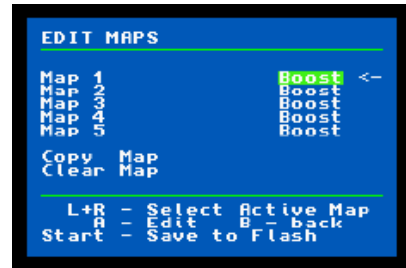 EDIT MAPS
Map 1 Boost <-
Map 2 Boost
Map 3 Boost
Map 4 Boost
Map 5 Boost
Copy Map
Clear Map
L+R - Select Active Map
A - Edit B - back
Start - Save to Flash